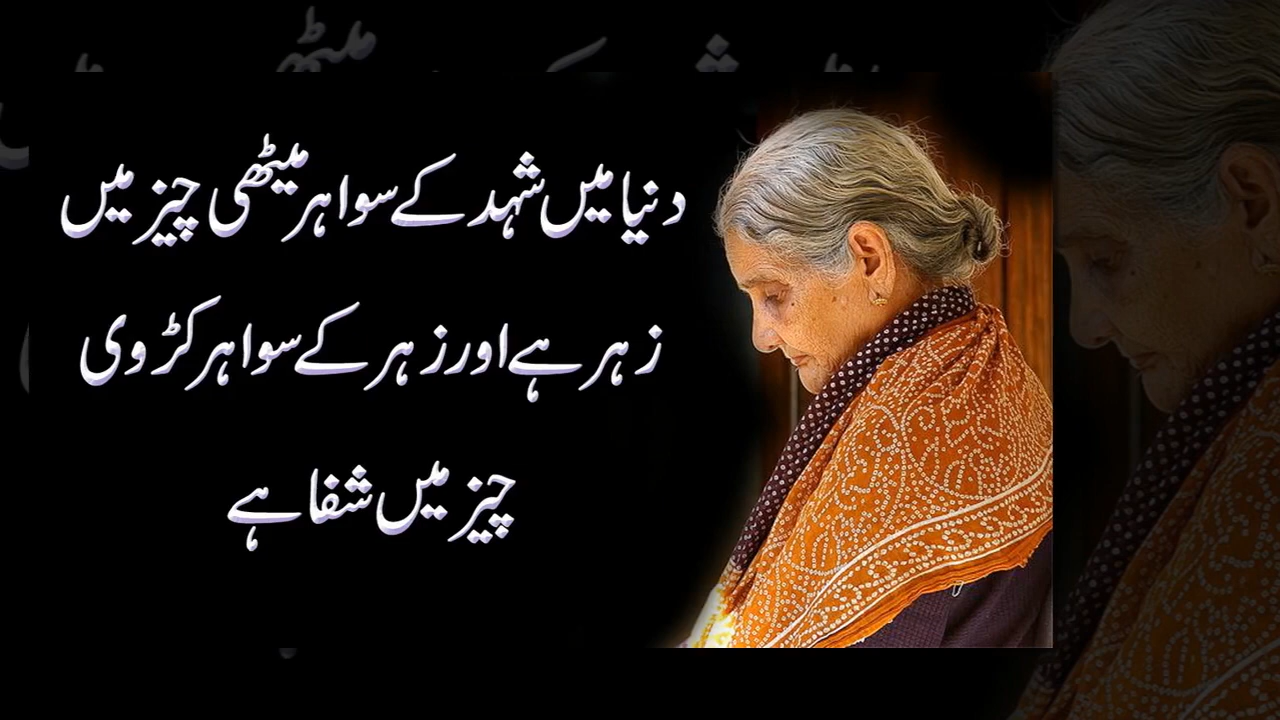 دنیا میں شہد کے سوا ہر میٹھی چیز میں
زہر ہے اور زہر کے سوا ہر کڑوی
چیز میں شفا ہے